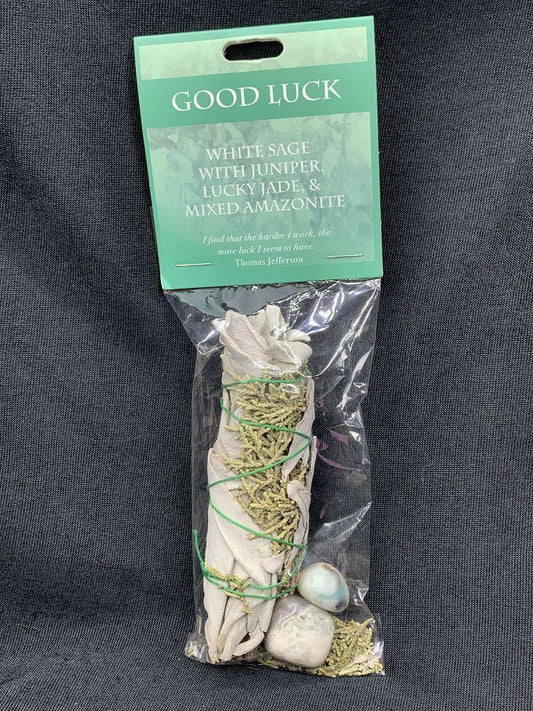 GOOD LUCK
WHITE SAGE
WITH JUNIPER,
LUCKY JADE, &
MIXED AMAZONITE
I find that the harder I work, the
more luck I seem to have.
Thomas Jefferson